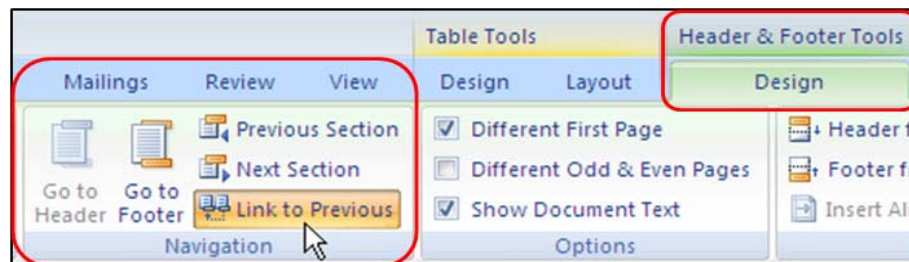 Table Tools Header & Footer Tools
Mailings Review View Design Layout Design
Go to Header
Go to Footer
Previous Section
Next Section
Link to Previous
Navigation
Different First Page
Different Odd & Even Pages
Show Document Text
Options
Header f
Footer f
Insert Ali